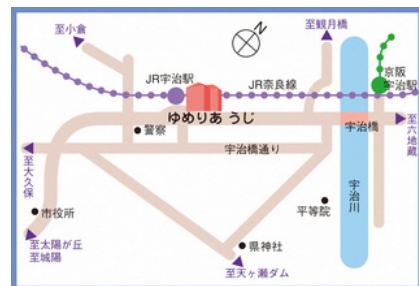 至小倉
N
至観月橋
京阪
宇治駅
JR宇治駅
JR奈良線
ゆめりあ うじ
宇治橋
至六地蔵
警察
宇治橋通り
至大久保
市役所
平等院
宇治川
県神社
至太陽が丘
至城陽
至天ヶ瀬ダム